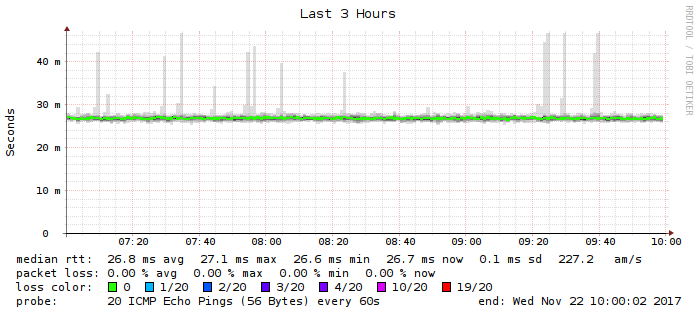 Last 3 Hours
RRDTOOL / TOBI OETIKER
Seconds
40 m
30 m
20 m
10 m
0
07:20 07:40 08:00 08:20 08:40 09:00 09:20 09:40 10:00
median rtt: 26.8 ms avg 27.1 ms max 26.6 ms min 26.7 ms now 0.1 ms sd 227.2 am/s
packet loss: 0.00 % avg 0.00 % max 0.00 % min 0.00 % now
loss color: 0 1/20 2/20 3/20 4/20 10/20 19/20
probe: 20 ICMP Echo Pings (56 Bytes) every 60s end: Wed Nov 22 10:00:02 2017